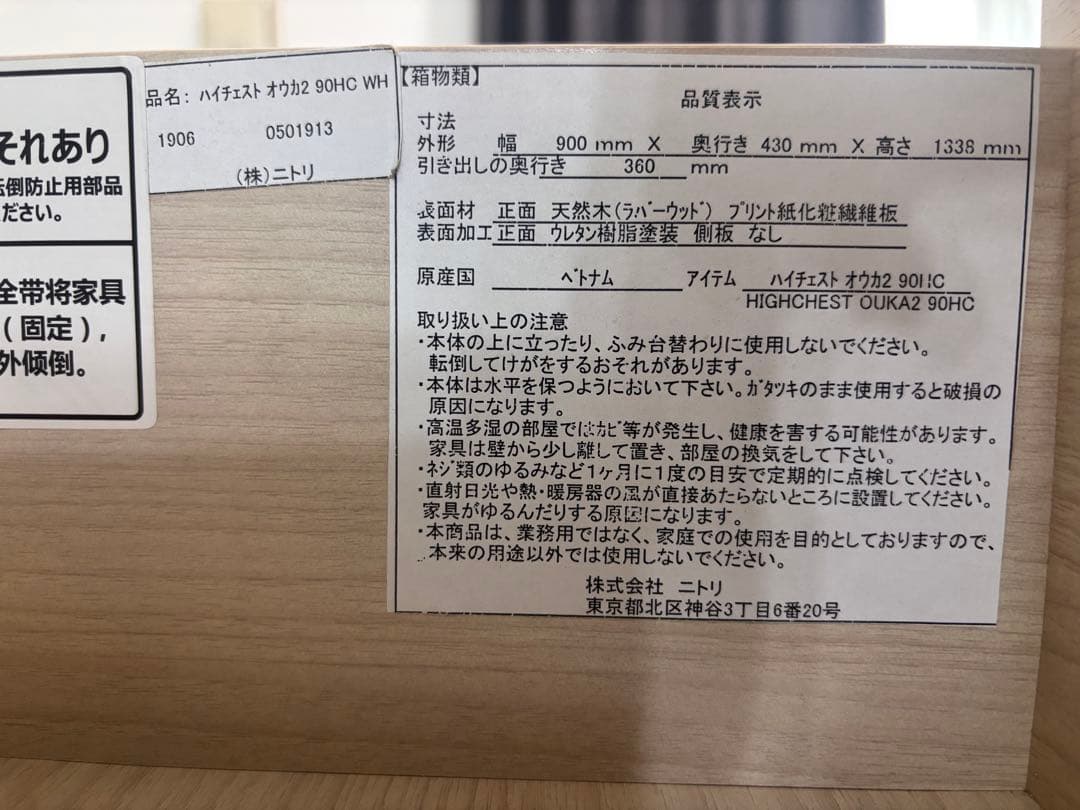 それあり
転倒防止用部品
ださい。
全带将家具
(固定),
外倾倒。
品名: ハイチェスト オウカ2 90HC WH
1906 0501913
(株)ニトリ
【箱物類】
品質表示
寸法
外形 幅 900 mm X 奥行き 430 mm X 高さ 1338 mm
引き出しの奥行き 360 mm
表面材 正面 天然木(ラバーウッド) プリント紙化粧繊維板
表面加工 正面 ウレタン樹脂塗装 側板 なし
原産国 ベトナム アイテム ハイチェスト オウカ2 90HC
HIGHCHEST OUKA2 90HC
取り扱い上の注意
・本体の上に立ったり、ふみ台替わりに使用しないでください。
転倒してけがをするおそれがあります。
・本体は水平を保つようにおいて下さい。ガタツキのまま使用すると破損の
原因になります。
・高温多湿の部屋ではカビ等が発生し、健康を害する可能性があります。
家具は壁から少し離して置き、部屋の換気をして下さい。
・ネジ類のゆるみなど1ヶ月に1度の目安で定期的に点検してください。
・直射日光や熱・暖房器の風が直接あたらないところに設置してください。
家具がゆるんだりする原因になります。
・本商品は、業務用ではなく、家庭での使用を目的としておりますので、
本来の用途以外では使用しないでください。
株式会社 ニトリ
東京都北区神谷3丁目6番20号